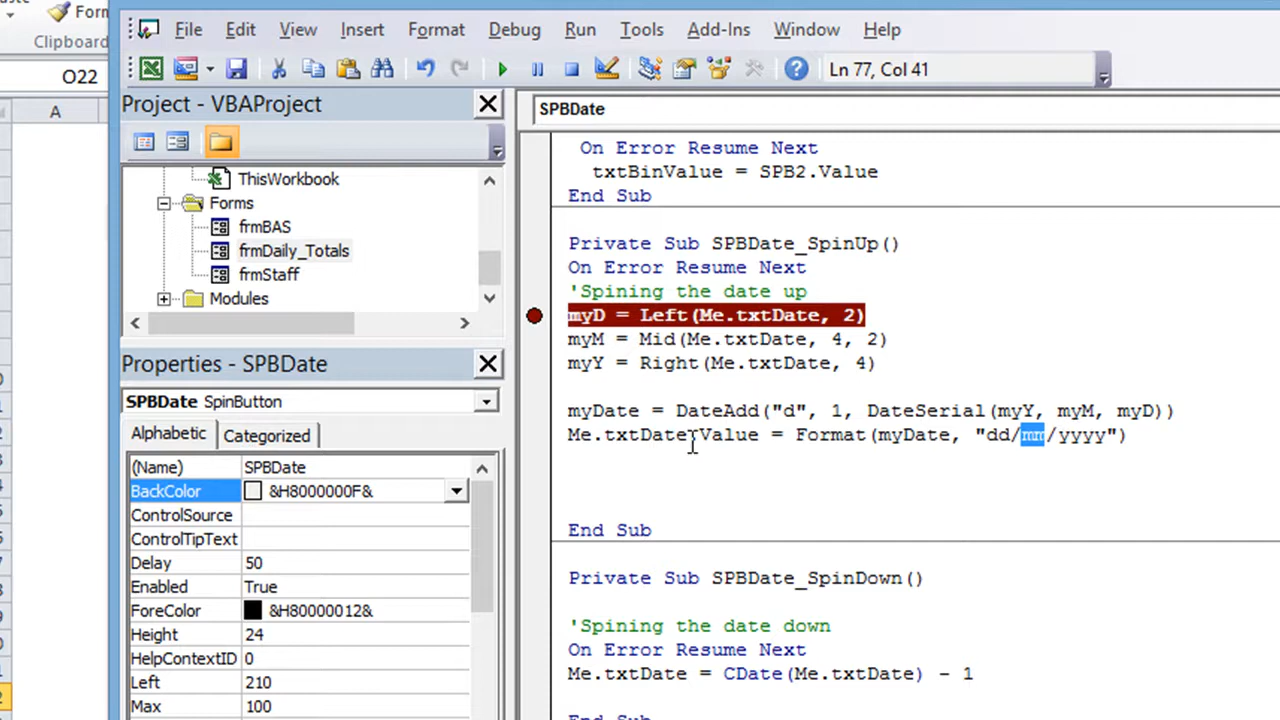 Form
Clipboard
O22
A
File Edit View Insert Format Debug Run Tools Add-Ins Window Help
Ln 77, Col 41
Project - VBAProject
ThisWorkbook
Forms
frmBAS
frmDaily_Totals
frmStaff
Modules
Properties - SPBDate
SPBDate SpinButton
Alphabetic Categorized
(Name) SPBDate
BackColor &H8000000F&
ControlSource
ControlTipText
Delay 50
Enabled True
ForeColor &H80000012&
Height 24
HelpContextID 0
Left 210
Max 100
SPBDate
On Error Resume Next
txtBinValue = SPB2.Value
End Sub
Private Sub SPBDate_SpinUp()
On Error Resume Next
'Spining the date up
myD = Left(Me.txtDate, 2)
myM = Mid(Me.txtDate, 4, 2)
myY = Right(Me.txtDate, 4)
myDate = DateAdd("d", 1, DateSerial(myY, myM, myD))
Me.txtDate.Value = Format(myDate, "dd/mm/yyyy")
End Sub
Private Sub SPBDate_SpinDown()
'Spining the date down
On Error Resume Next
Me.txtDate = CDate(Me.txtDate) - 1
End Sub